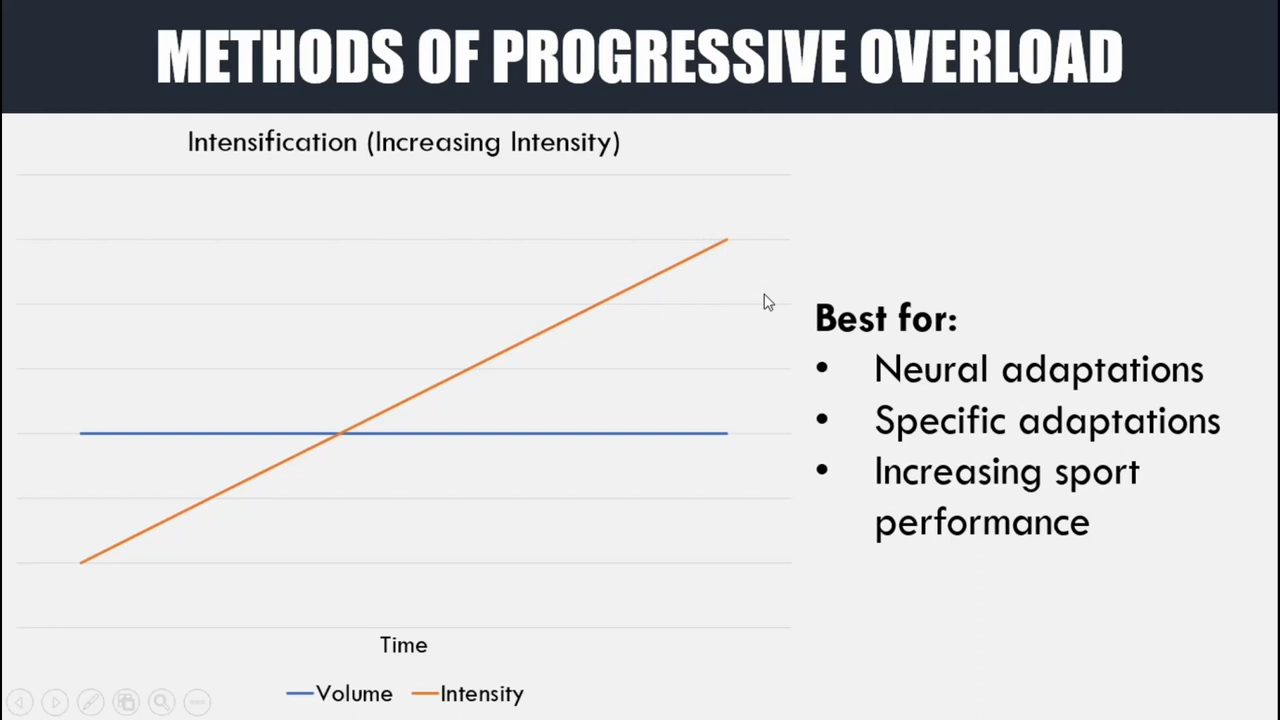 METHODS OF PROGRESSIVE OVERLOAD
Intensification (Increasing Intensity)
Best for:
• Neural adaptations
• Specific adaptations
• Increasing sport
performance
Time
Volume Intensity